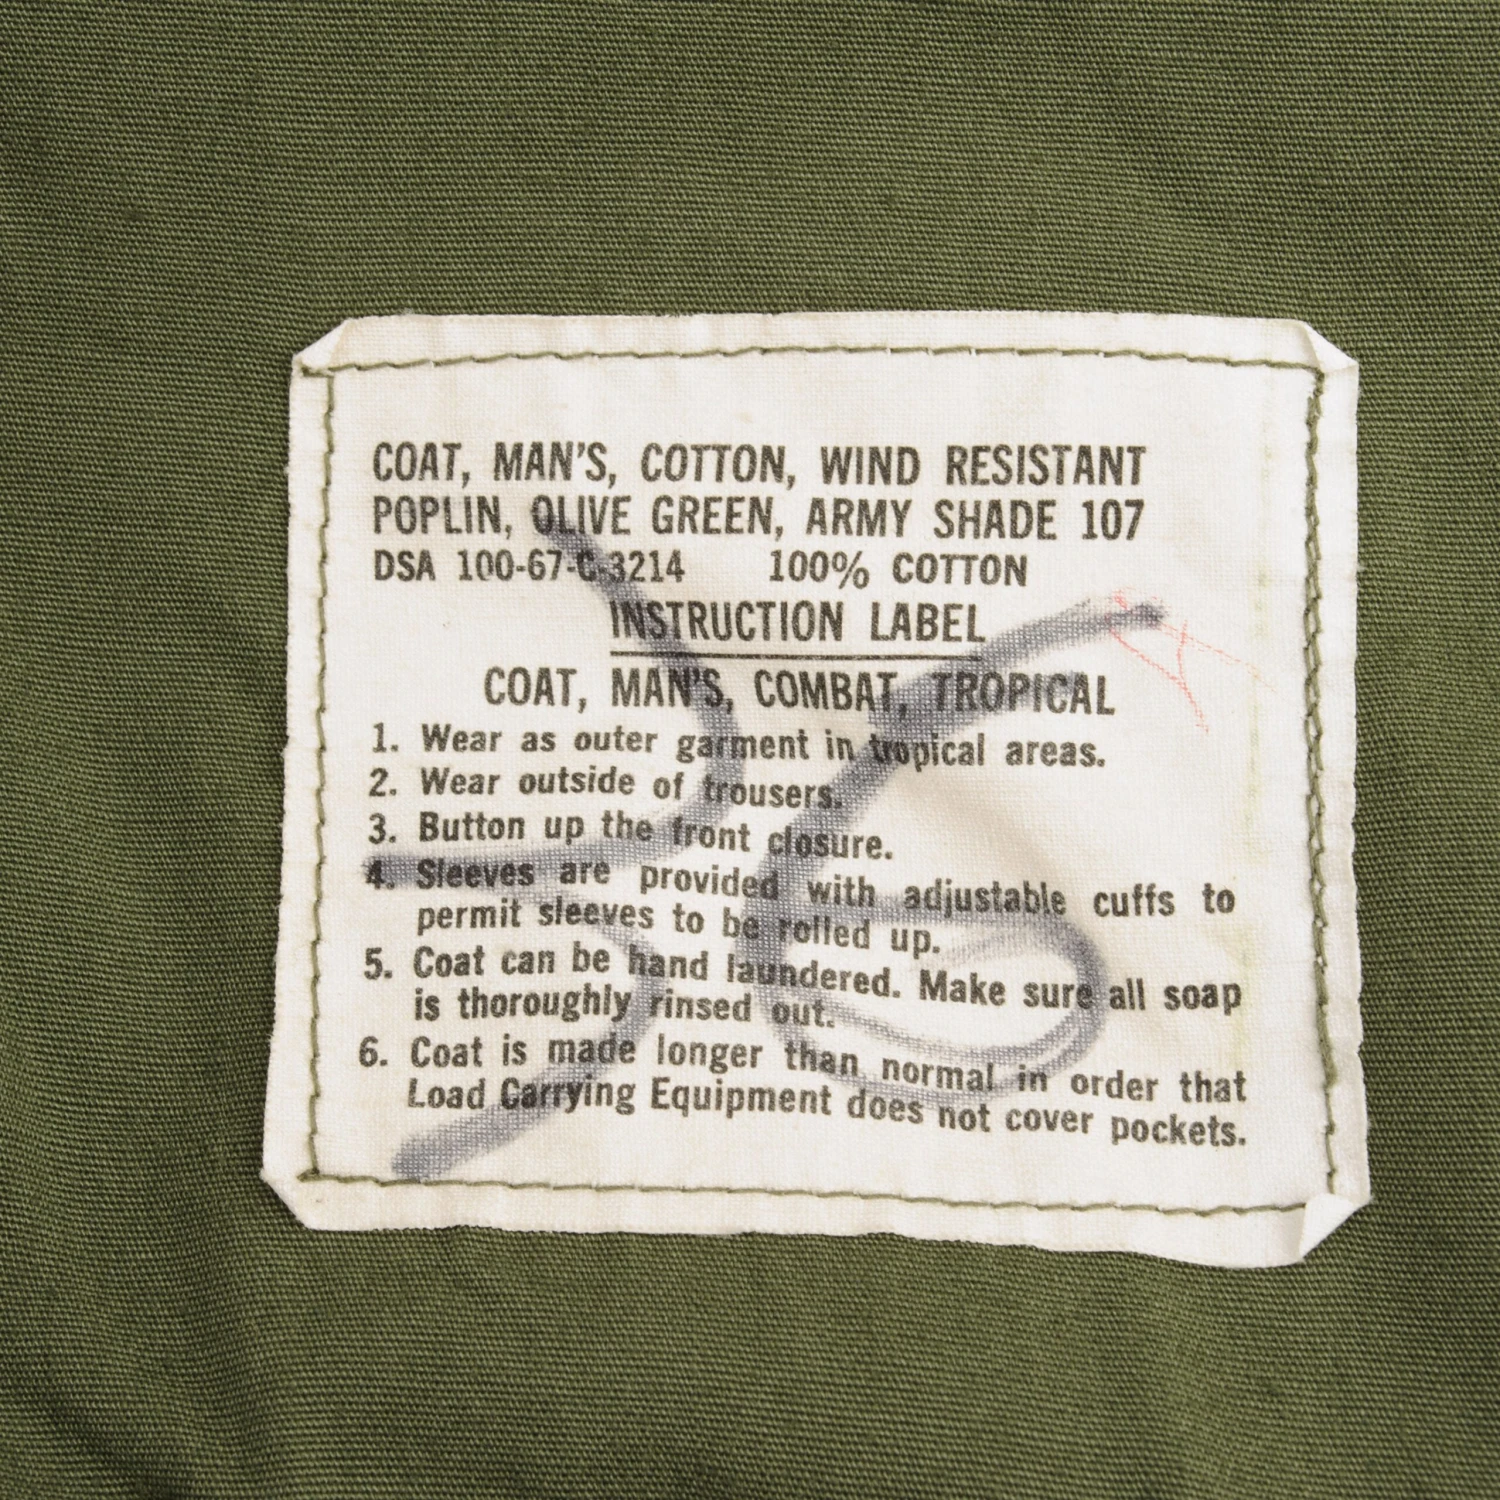 COAT, MAN'S, COTTON, WIND RESISTANT
POPLIN, OLIVE GREEN, ARMY SHADE 107
DSA 100-67-C-3214 100% COTTON
INSTRUCTION LABEL
COAT, MAN'S, COMBAT, TROPICAL
1. Wear as outer garment in tropical areas.
2. Wear outside of trousers.
3. Button up the front closure.
4. Sleeves are provided with adjustable cuffs to
permit sleeves to be rolled up.
5. Coat can be hand laundered. Make sure all soap
is thoroughly rinsed out.
6. Coat is made longer than normal in order that
Load Carrying Equipment does not cover pockets.
36